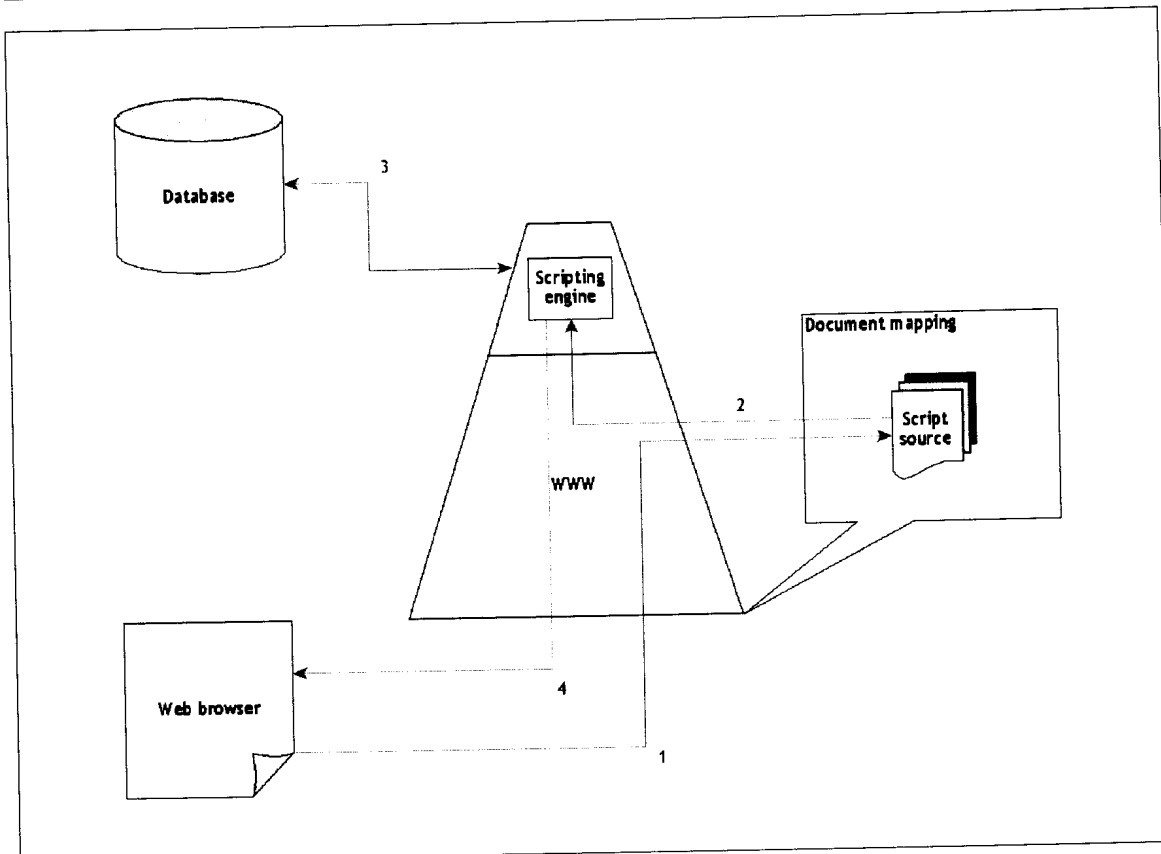 3
Database
Scripting
engine
Document mapping
2
Script
source
WWW
4
Web browser
1